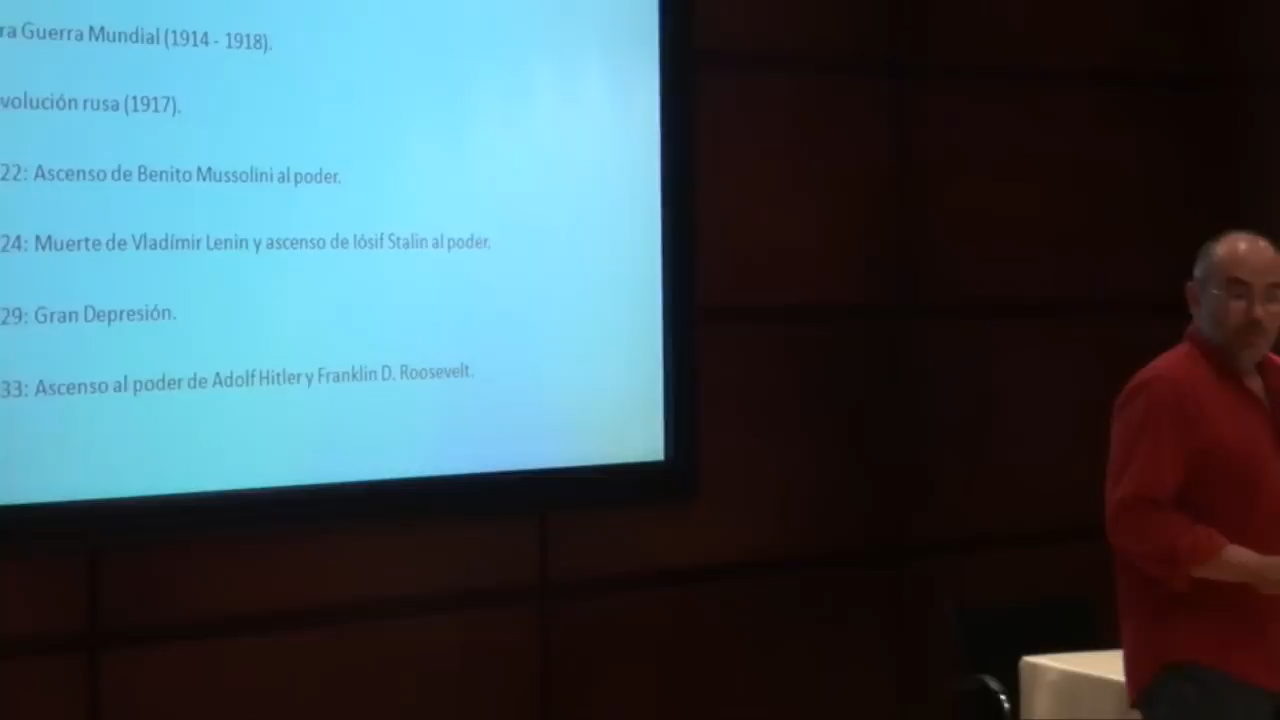 ra Guerra Mundial (1914 - 1918).
volución rusa (1917).
22: Ascenso de Benito Mussolini al poder.
24: Muerte de Vladímir Lenin y ascenso de Iósif Stalin al poder.
29: Gran Depresión.
33: Ascenso al poder de Adolf Hitler y Franklin D. Roosevelt.